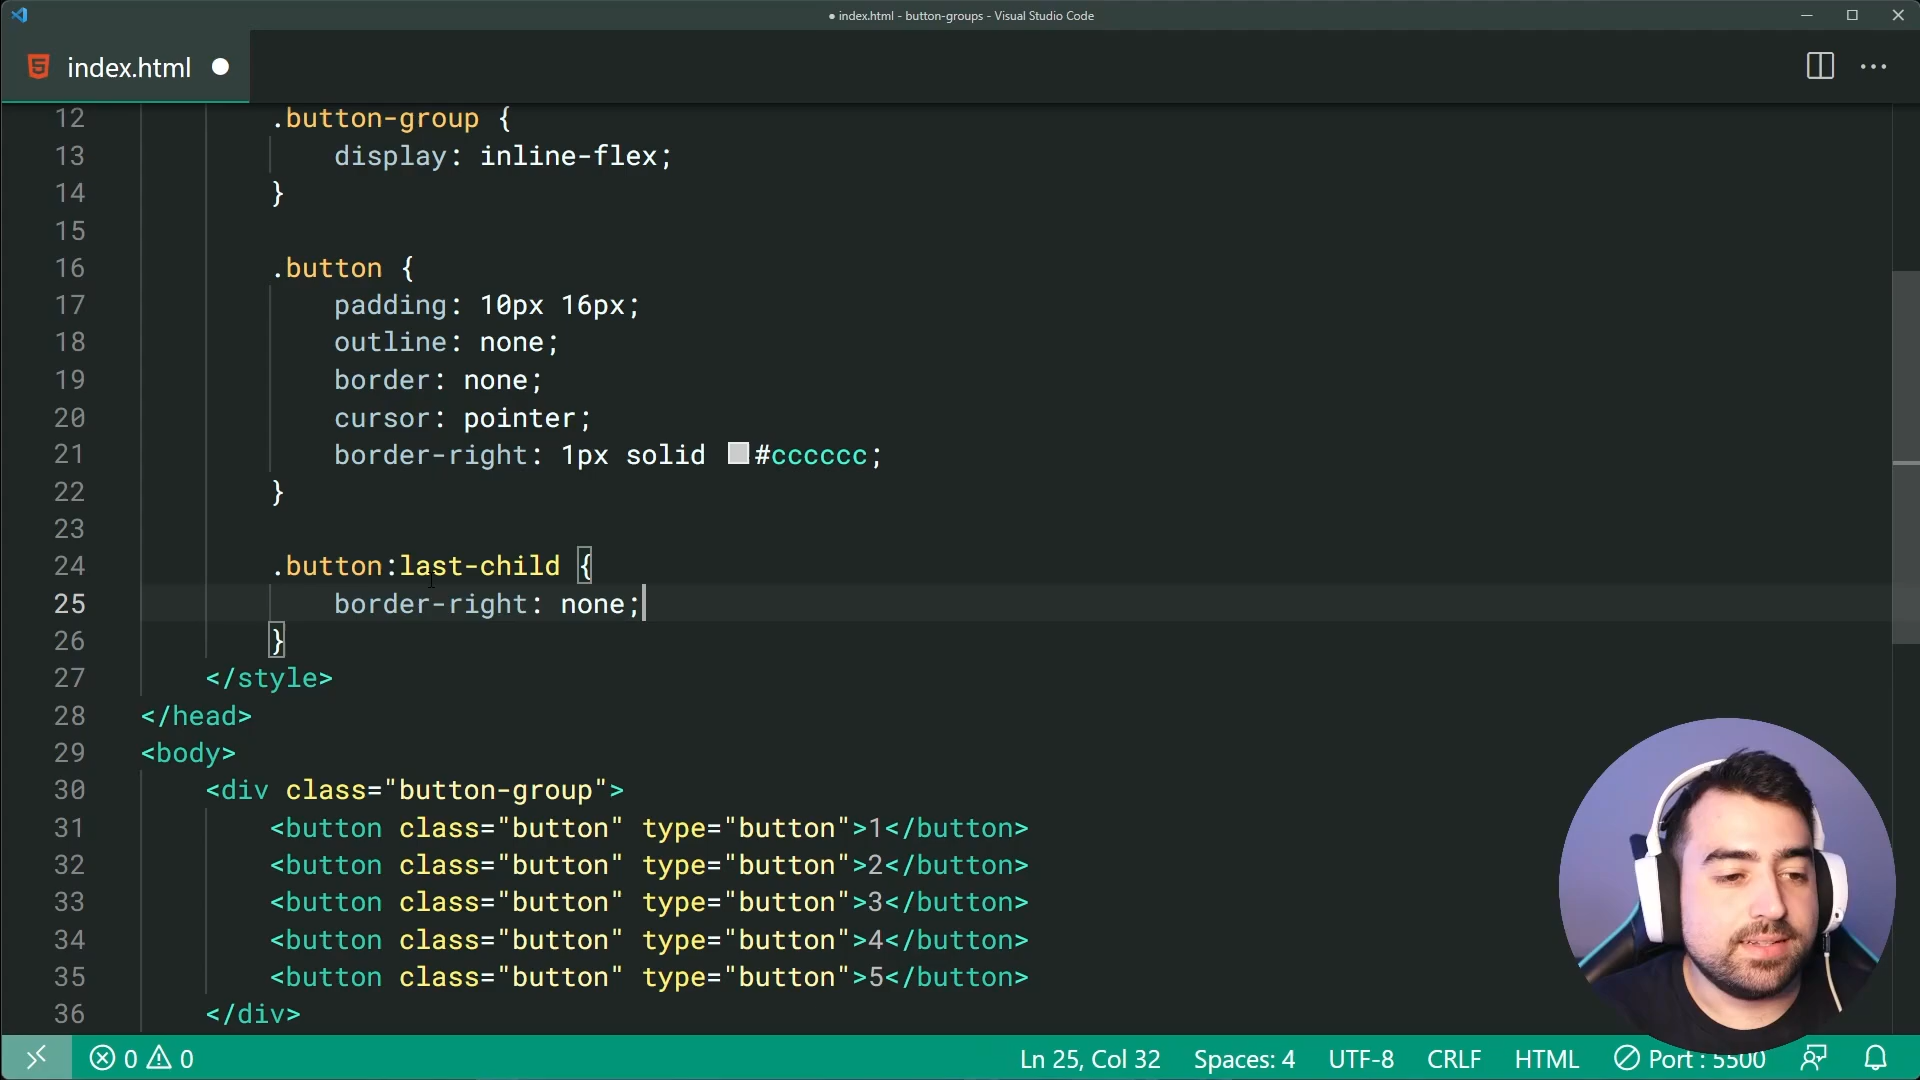 ● index.html - button-groups - Visual Studio Code
index.html
12 .button-group {
13 display: inline-flex;
14 }
15
16 .button {
17 padding: 10px 16px;
18 outline: none;
19 border: none;
20 cursor: pointer;
21 border-right: 1px solid #cccccc;
22 }
23
24 .button:last-child {
25 border-right: none;
26 }
27 </style>
28 </head>
29 <body>
30 <div class="button-group">
31 <button class="button" type="button">1</button>
32 <button class="button" type="button">2</button>
33 <button class="button" type="button">3</button>
34 <button class="button" type="button">4</button>
35 <button class="button" type="button">5</button>
36 </div>
0 0 Ln 25, Col 32 Spaces: 4 UTF-8 CRLF HTML Port : 5500